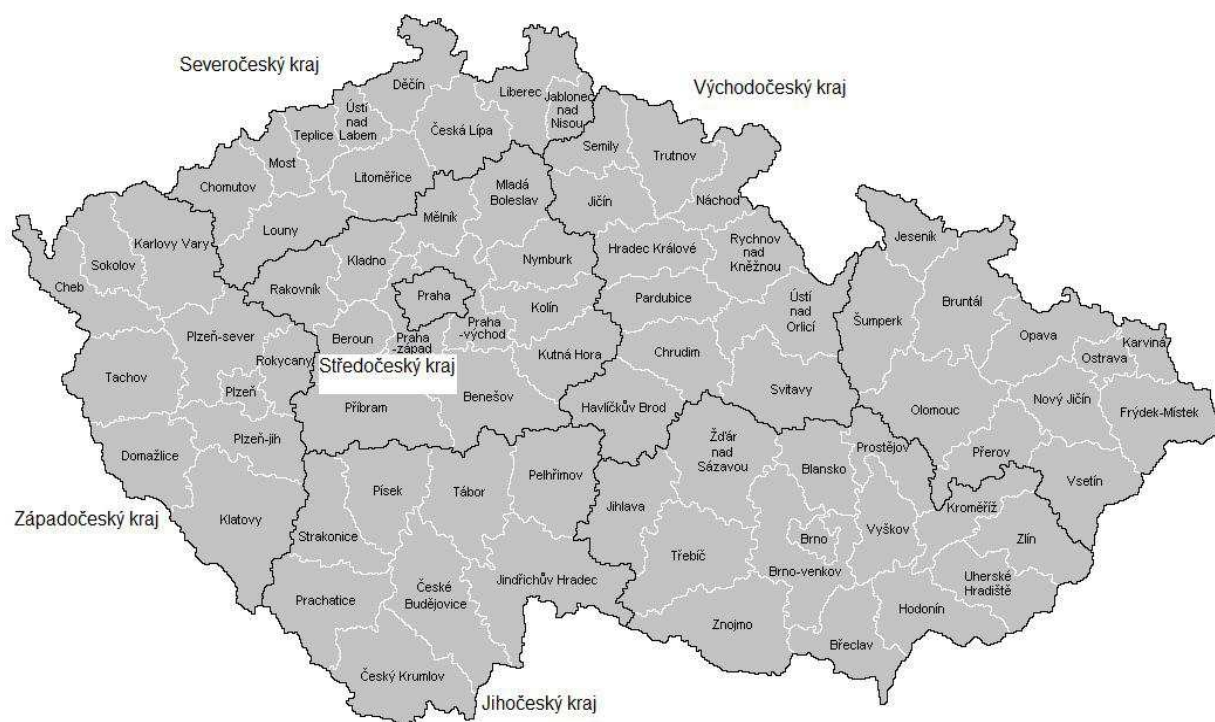 Severočeský kraj
Východočeský kraj
Děčín
Liberec
Jablonec
nad
Nisou
Ústí
nad
Labem
Teplice
Česká Lípa
Most
Semily
Trutnov
Chomutov
Litoměřice
Mladá
Boleslav
Jičín
Náchod
Mělník
Louny
Karlovy Vary
Jeseník
Sokolov
Cheb
Kladno
Nymburk
Hradec Králové
Rychnov
nad
Kněžnou
Rakovník
Praha
Kolín
Pardubice
Ústí
nad
Orlicí
Bruntál
Šumperk
Plzeň-sever
Beroun
Praha
-západ
Praha
-východ
Opava
Karviná
Ostrava
Rokycany
Středočeský kraj
Kutná Hora
Chrudim
Tachov
Plzeň
Svitavy
Příbram
Benešov
Havlíčkův Brod
Olomouc
Nový Jičín
Frýdek-Místek
Plzeň-jih
Domažlice
Žďár
nad
Sázavou
Prostějov
Přerov
Blansko
Pelhřimov
Vsetín
Písek
Tábor
Jihlava
Kroměříž
Západočeský kraj
Klatovy
Strakonice
Vyškov
Brno
Zlín
Třebíč
Brno-venkov
Uherské
Hradiště
České
Budějovice
Jindřichův Hradec
Prachatice
Hodonín
Znojmo
Břeclav
Český Krumlov
Jihočeský kraj